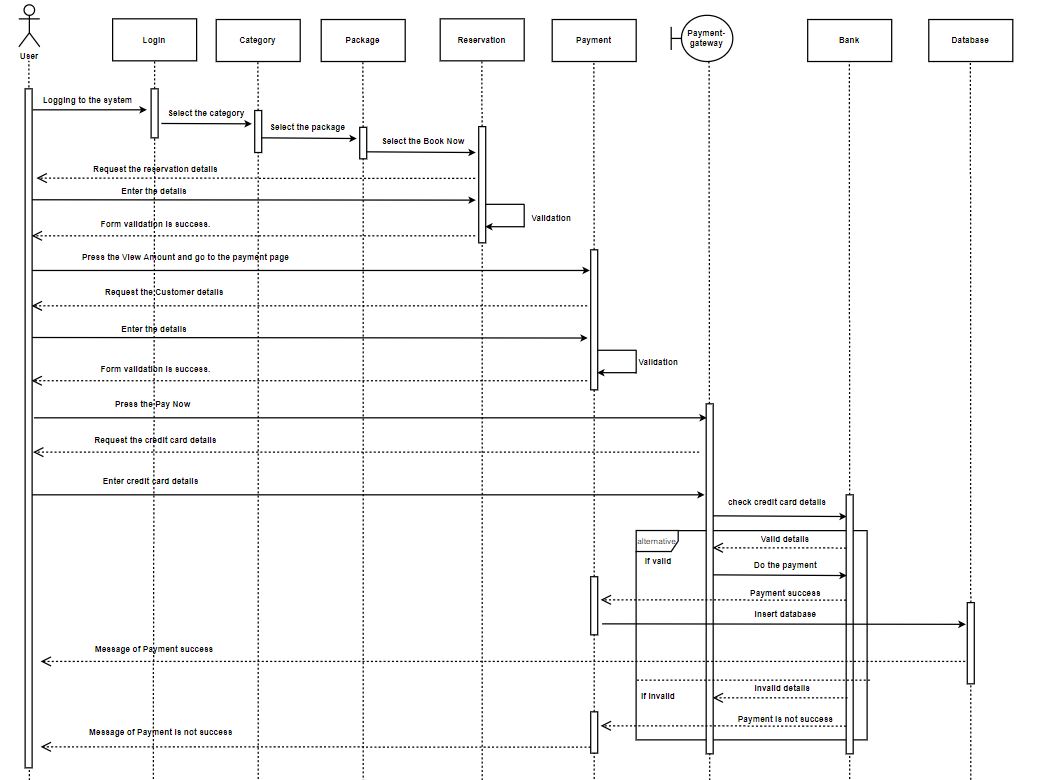 User
Login
Category
Package
Reservation
Payment
Payment-
gateway
Bank
Database
Logging to the system
Select the category
Select the package
Select the Book Now
Request the reservation details
Enter the details
Validation
Form validation is success.
Press the View Amount and go to the payment page
Request the Customer details
Enter the details
Validation
Form validation is success.
Press the Pay Now
Request the credit card details
Enter credit card details
check credit card details
alternative
Valid details
If valid
Do the payment
Payment success
Insert database
Message of Payment success
Invalid details
If Invalid
Payment is not success
Message of Payment is not success